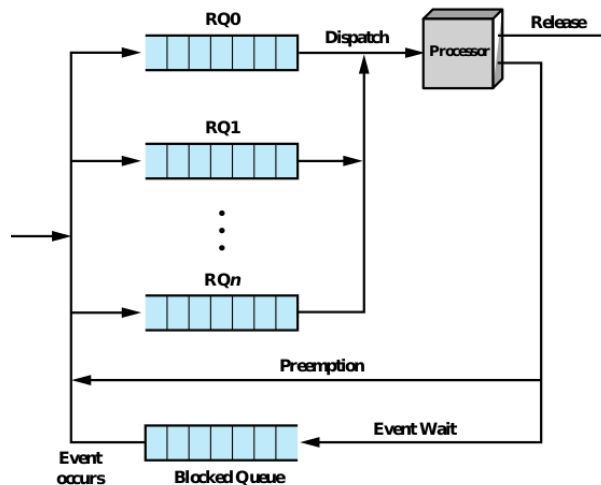 RQ0
Dispatch
Processor
Release
RQ1
RQn
Preemption
Event Wait
Event
occurs
Blocked Queue